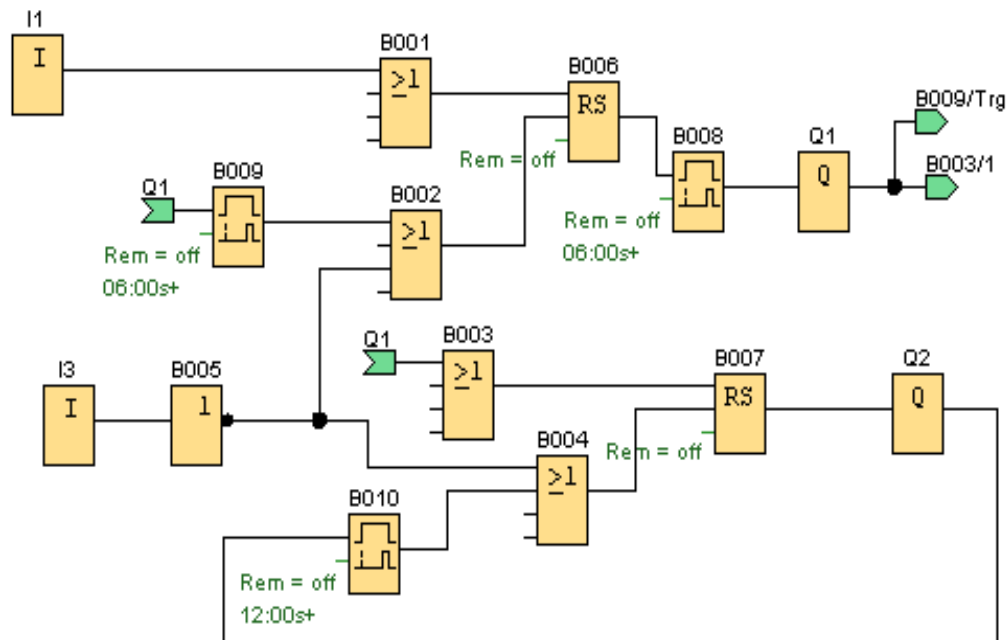 I1
I
B001
≥1
B006
RS
Rem = off
B008
Rem = off
06:00s+
Q1
Q
B009/Trg
B003/1
Q1
B009
Rem = off
06:00s+
B002
≥1
I3
I
B005
1
Q1
B003
≥1
B007
RS
Rem = off
Q2
Q
B004
≥1
B010
Rem = off
12:00s+